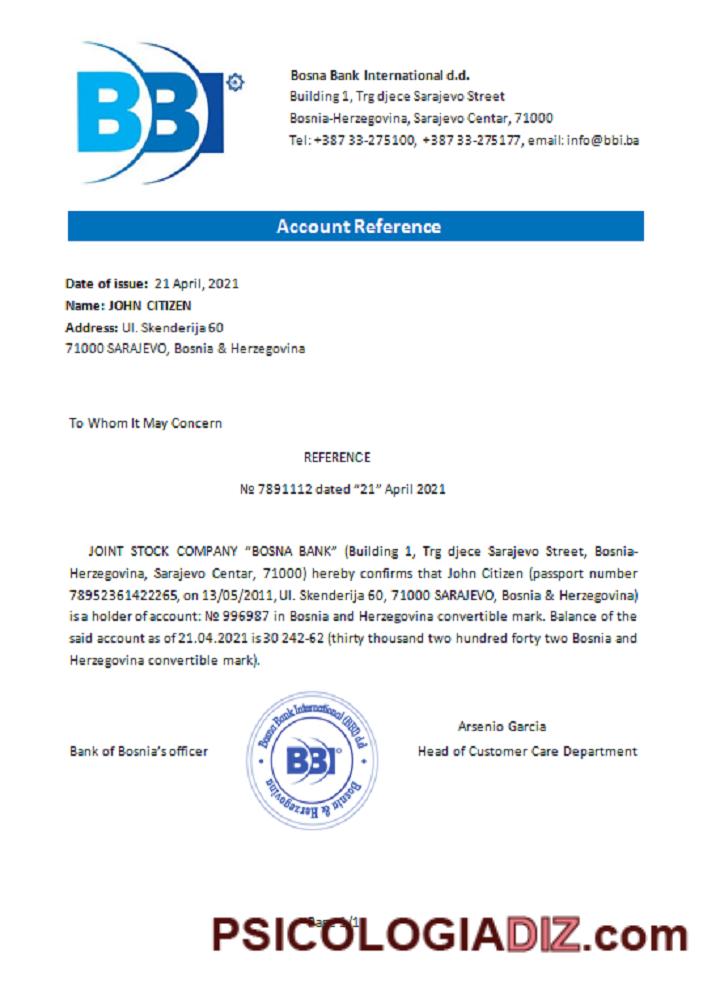 BBI
Bosna Bank International d.d.
Building 1, Trg djece Sarajevo Street
Bosnia-Herzegovina, Sarajevo Centar, 71000
Tel: +387 33-275100, +387 33-275177, email: info@bbi.ba
Account Reference
Date of issue: 21 April, 2021
Name: JOHN CITIZEN
Address: Ul. Skenderija 60
71000 SARAJEVO, Bosnia & Herzegovina
To Whom It May Concern
REFERENCE
№ 7891112 dated “21” April 2021
JOINT STOCK COMPANY “BOSNA BANK” (Building 1, Trg djece Sarajevo Street, Bosnia-
Herzegovina, Sarajevo Centar, 71000) hereby confirms that John Citizen (passport number
78952361422265, on 13/05/2011, Ul. Skenderija 60, 71000 SARAJEVO, Bosnia & Herzegovina)
is a holder of account: № 996987 in Bosnia and Herzegovina convertible mark. Balance of the
said account as of 21.04.2021 is 30 242-62 (thirty thousand two hundred forty two Bosnia and
Herzegovina convertible mark).
Arsenio Garcia
Bank of Bosnia’s officer
Head of Customer Care Department
Bosna Bank International (BBI) d.d
BBI
Bosnia & Herzegovina
Page 1/1
PSICOLOGIADIZ.com